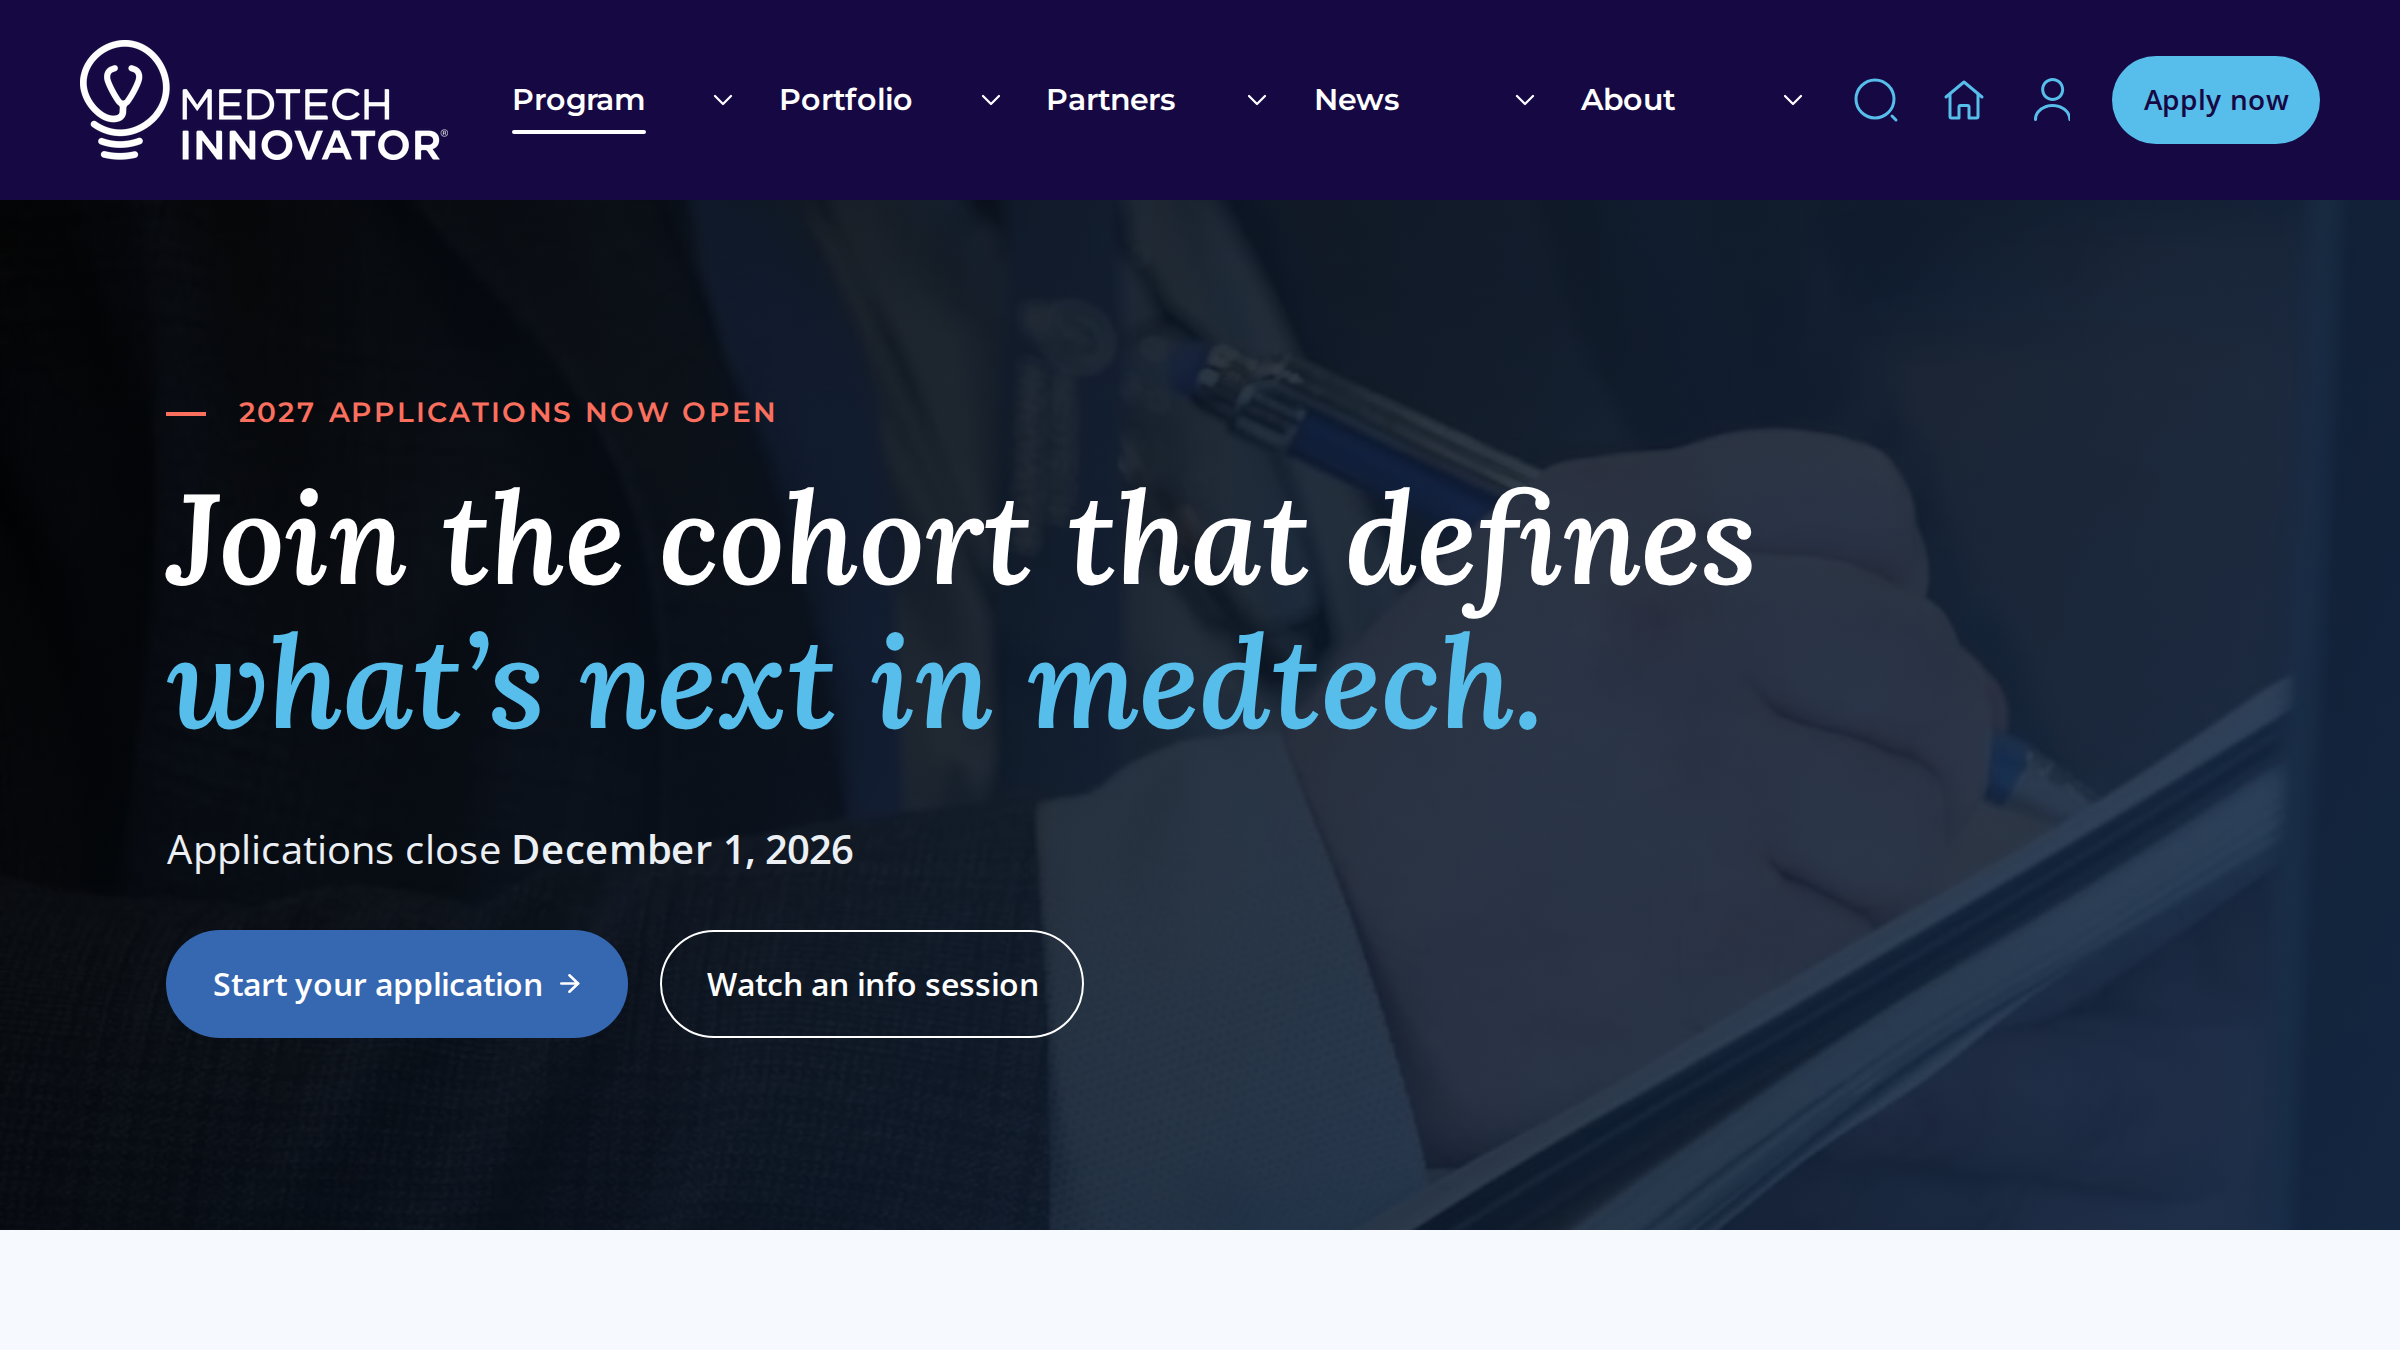 MEDTECH
INNOVATOR®
Program
Portfolio
Partners
News
About
Apply now
2027 APPLICATIONS NOW OPEN
Join the cohort that defines
what’s next in medtech.
Applications close December 1, 2026
Start your application →
Watch an info session